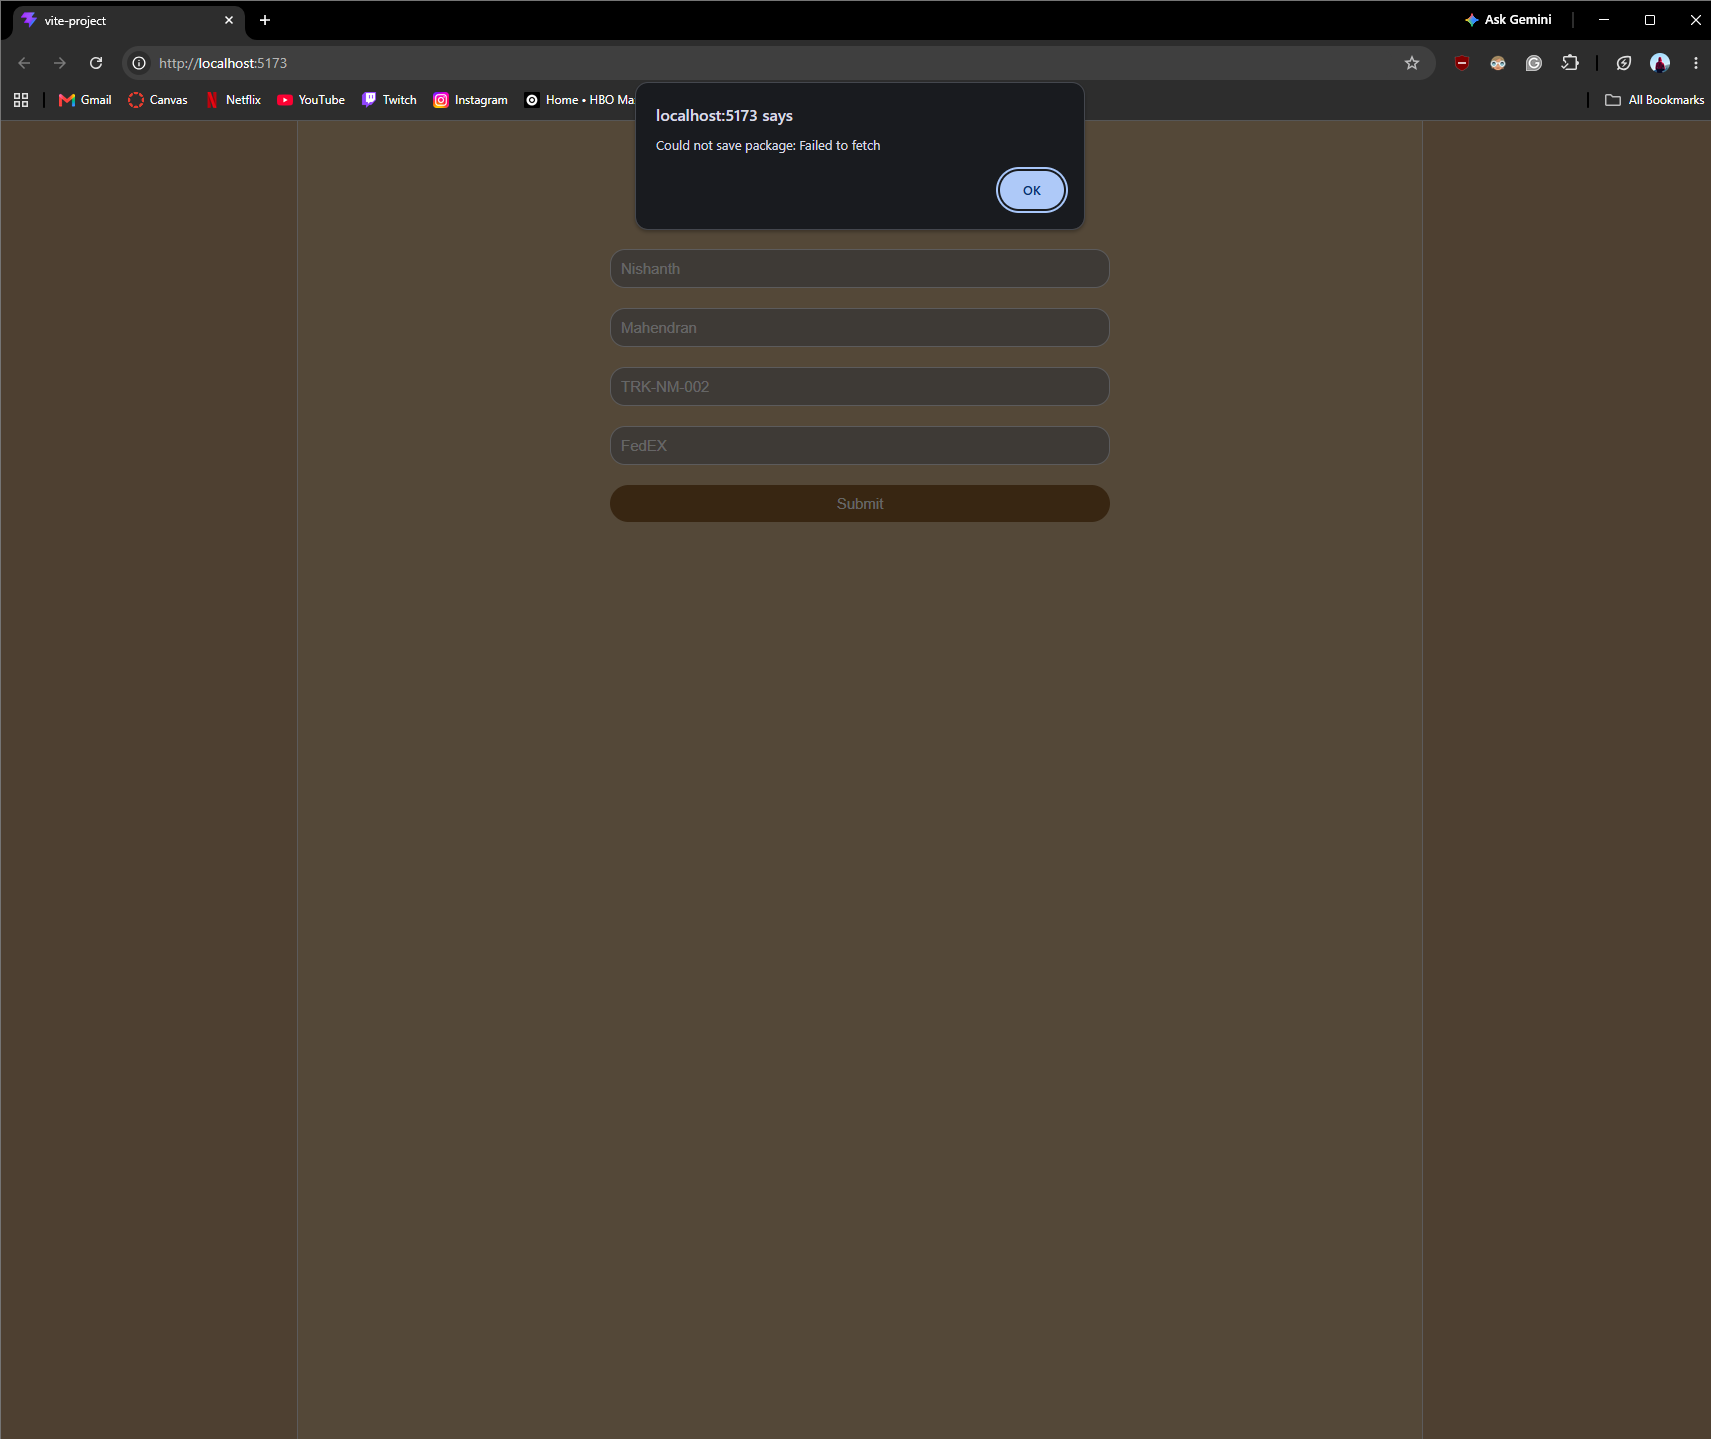 vite-project
Ask Gemini
http://localhost:5173
Gmail
Canvas
Netflix
YouTube
Twitch
Instagram
Home • HBO Ma
All Bookmarks
localhost:5173 says
Could not save package: Failed to fetch
OK
Nishanth
Mahendran
TRK-NM-002
FedEX
Submit